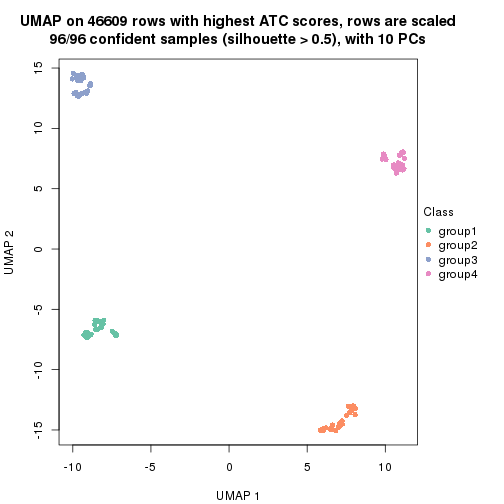 UMAP on 46609 rows with highest ATC scores, rows are scaled
96/96 confident samples (silhouette > 0.5), with 10 PCs
15
10
5
0
-5
-10
-15
UMAP 2
-10
-5
0
5
10
UMAP 1
Class
group1
group2
group3
group4